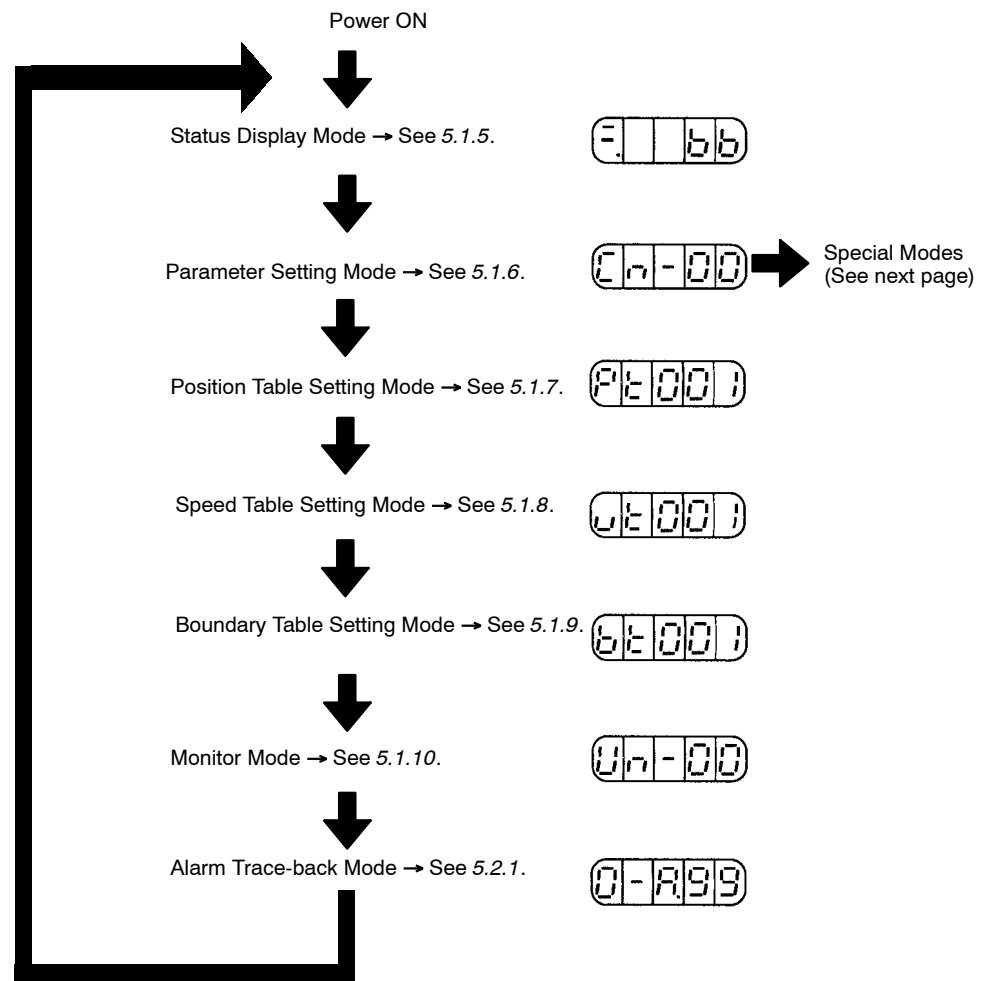 Power ON
Status Display Mode → See 5.1.5.
bb
Parameter Setting Mode → See 5.1.6.
Cn-00
Special Modes
(See next page)
Position Table Setting Mode → See 5.1.7.
Pt001
Speed Table Setting Mode → See 5.1.8.
ut001
Boundary Table Setting Mode → See 5.1.9.
bt001
Monitor Mode → See 5.1.10.
Un-00
Alarm Trace-back Mode → See 5.2.1.
0-A.99